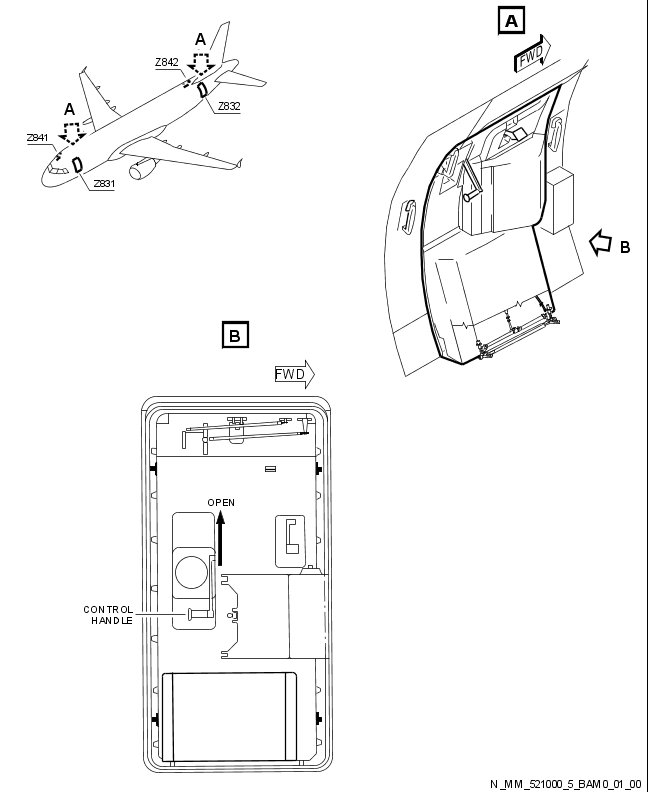 A
FWD
A
Z842
Z832
A
Z841
Z831
B
B
FWD
OPEN
CONTROL
HANDLE
N_MM_521000_5_BAM0_01_00